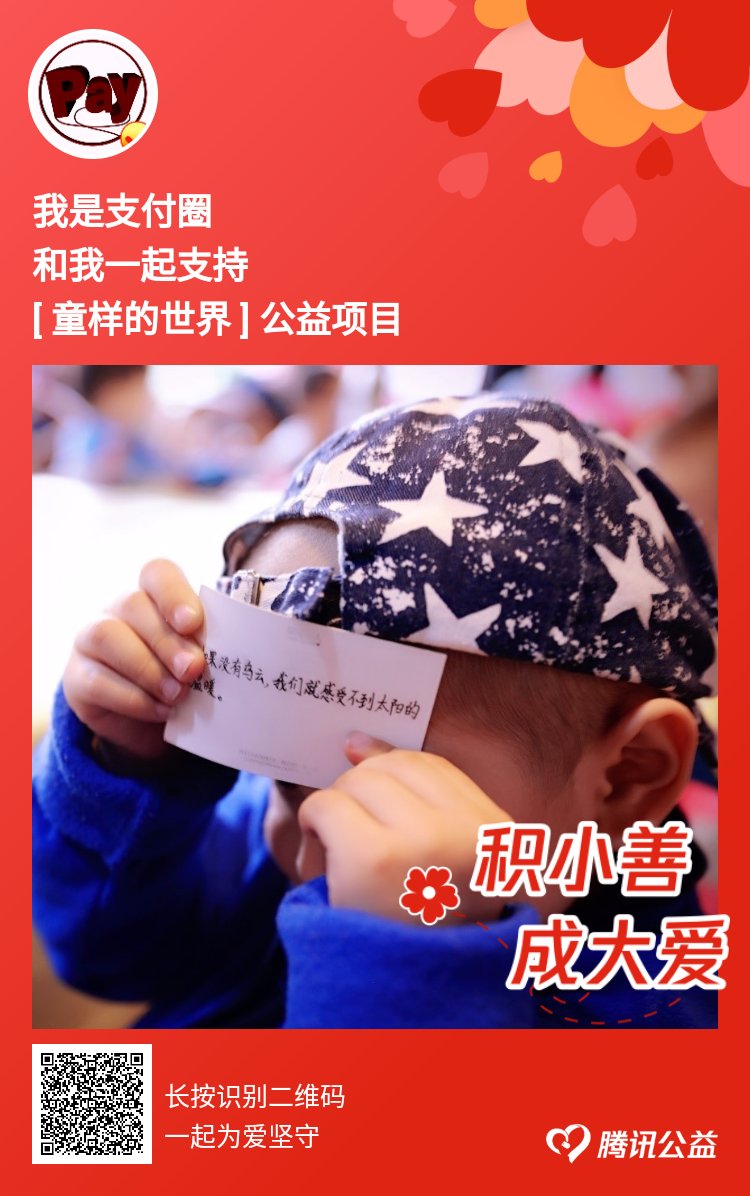 Pay
我是支付圈
和我一起支持
[ 童样的世界 ] 公益项目
果没有乌云,我们就感受不到太阳的
温暖。
积小善
成大爱
长按识别二维码
一起为爱坚守
腾讯公益